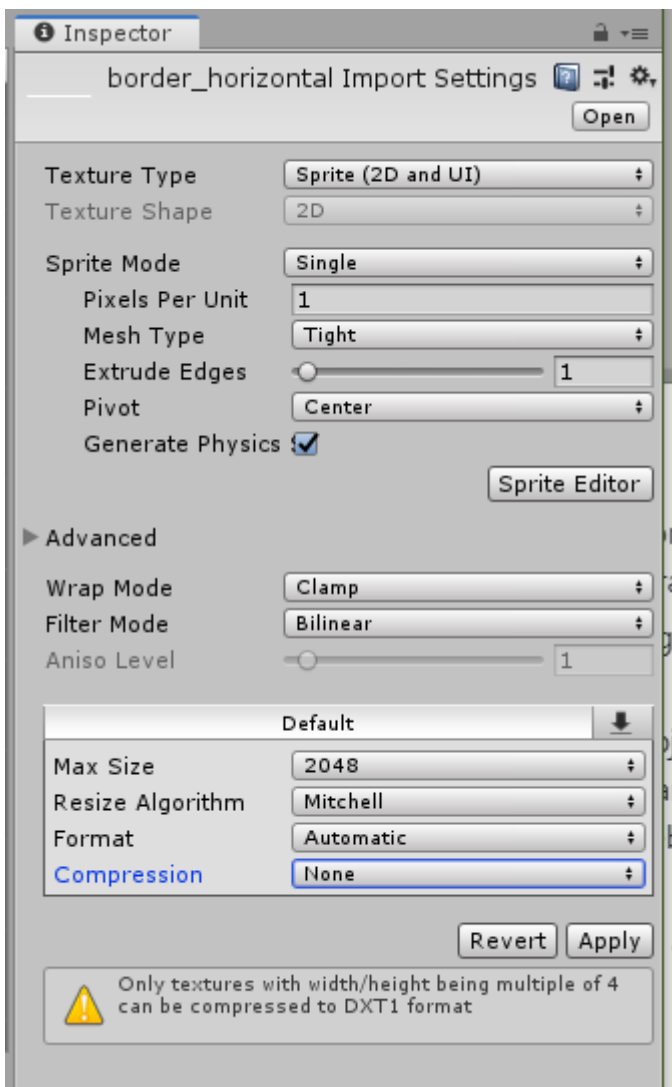 Inspector
border_horizontal Import Settings
Open
Texture Type Sprite (2D and UI)
Texture Shape 2D
Sprite Mode Single
Pixels Per Unit 1
Mesh Type Tight
Extrude Edges 1
Pivot Center
Generate Physics
Sprite Editor
Advanced
Wrap Mode Clamp
Filter Mode Bilinear
Aniso Level 1
Default
Max Size 2048
Resize Algorithm Mitchell
Format Automatic
Compression None
Revert Apply
Only textures with width/height being multiple of 4
can be compressed to DXT1 format